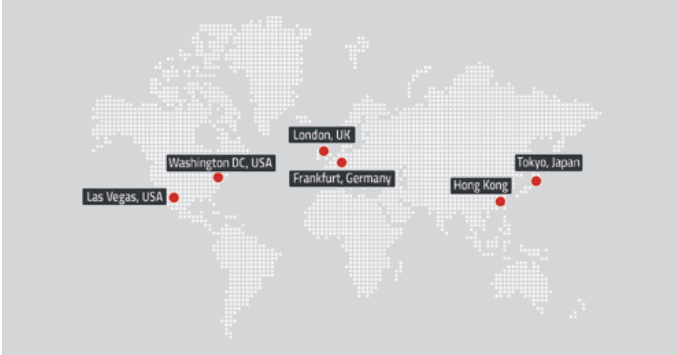 London, UK
Washington DC, USA
Tokyo, Japan
Frankfurt, Germany
Hong Kong
Las Vegas, USA